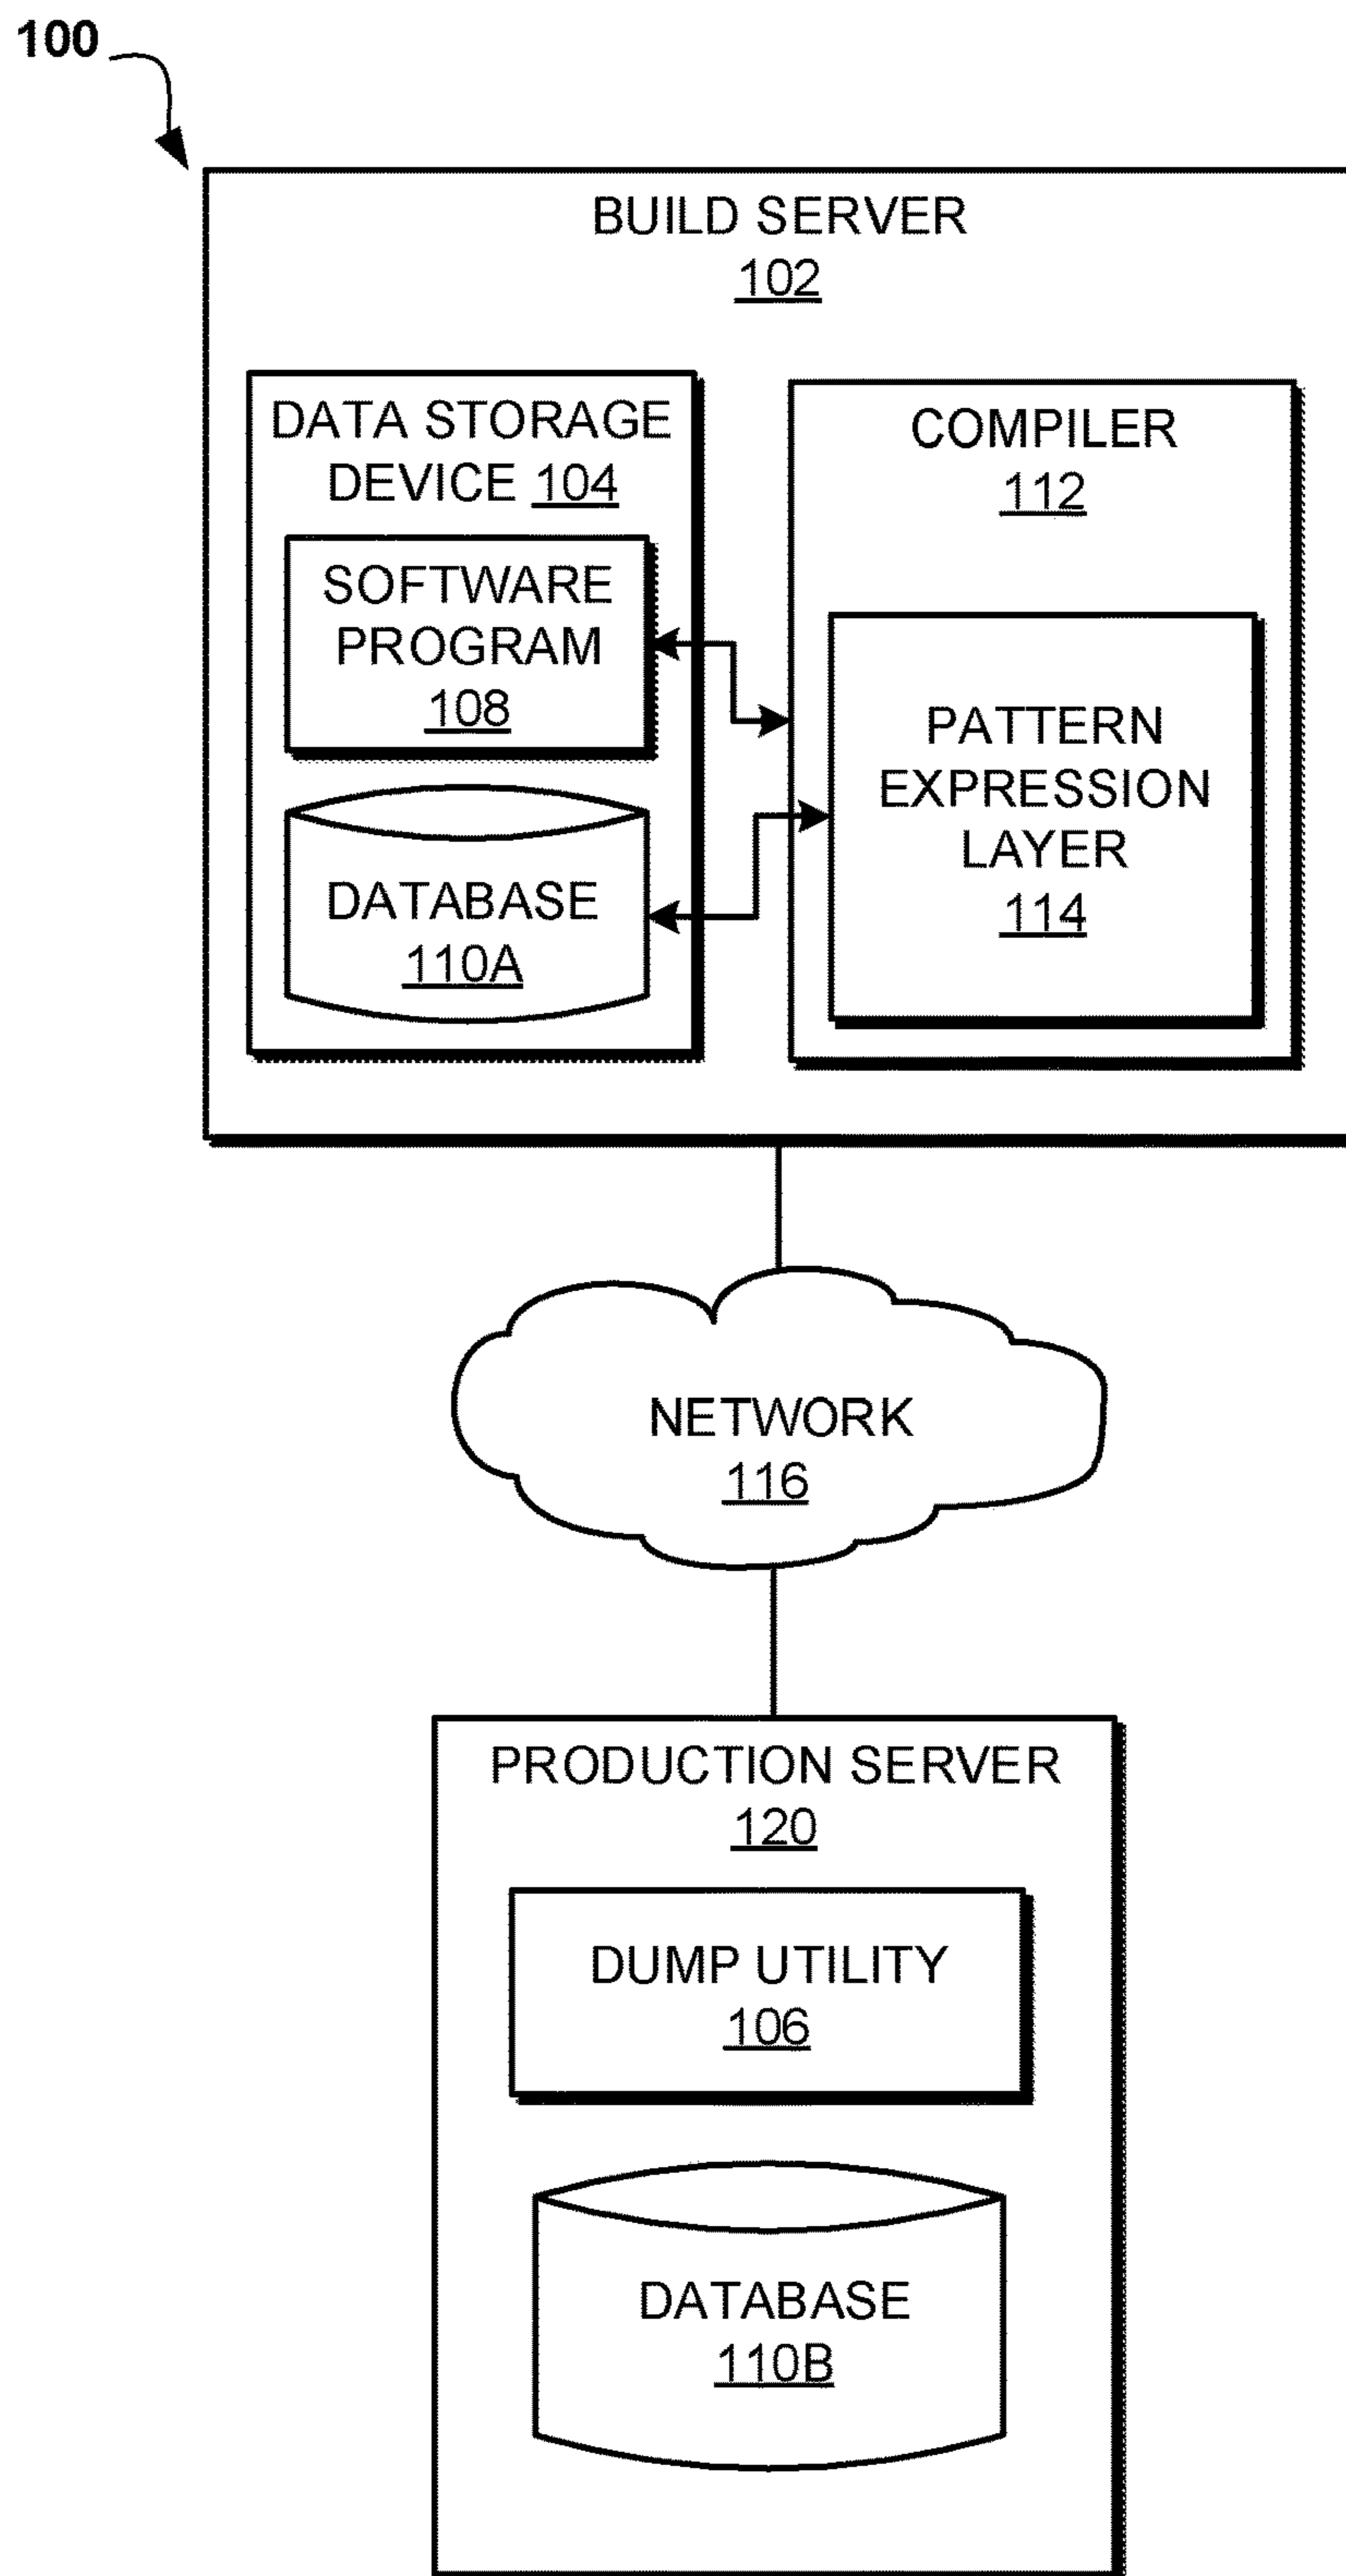 100
BUILD SERVER
102
DATA STORAGE
DEVICE 104
SOFTWARE
PROGRAM
108
DATABASE
110A
COMPILER
112
PATTERN
EXPRESSION
LAYER
114
NETWORK
116
PRODUCTION SERVER
120
DUMP UTILITY
106
DATABASE
110B